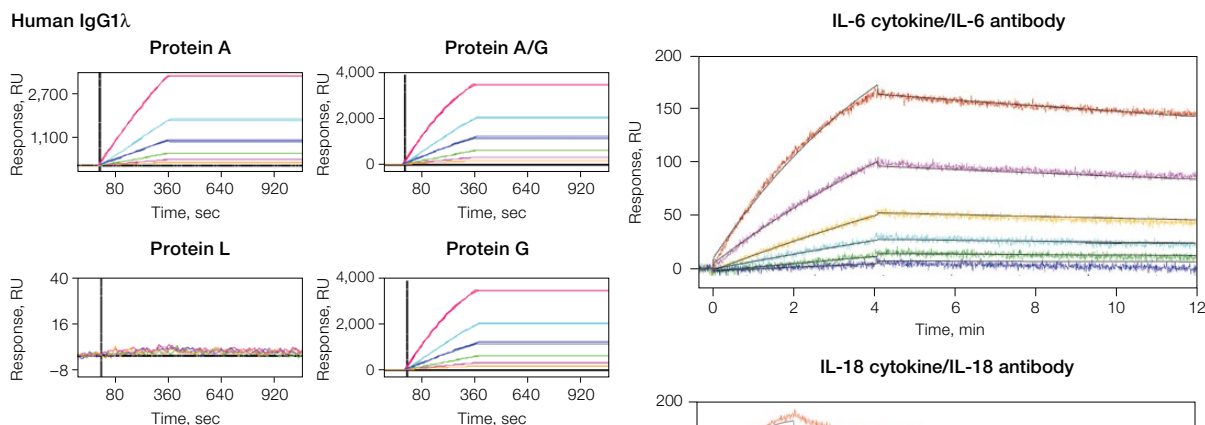 Human IgG1λ
Protein A
Response, RU
2,700
1,100
80 360 640 920
Time, sec
Protein A/G
Response, RU
4,000
2,000
0
80 360 640 920
Time, sec
Protein L
Response, RU
40
16
–8
80 360 640 920
Time, sec
Protein G
Response, RU
4,000
2,000
0
80 360 640 920
Time, sec
IL-6 cytokine/IL-6 antibody
Response, RU
200
150
100
50
0
0 2 4 6 8 10 12
Time, min
IL-18 cytokine/IL-18 antibody
200